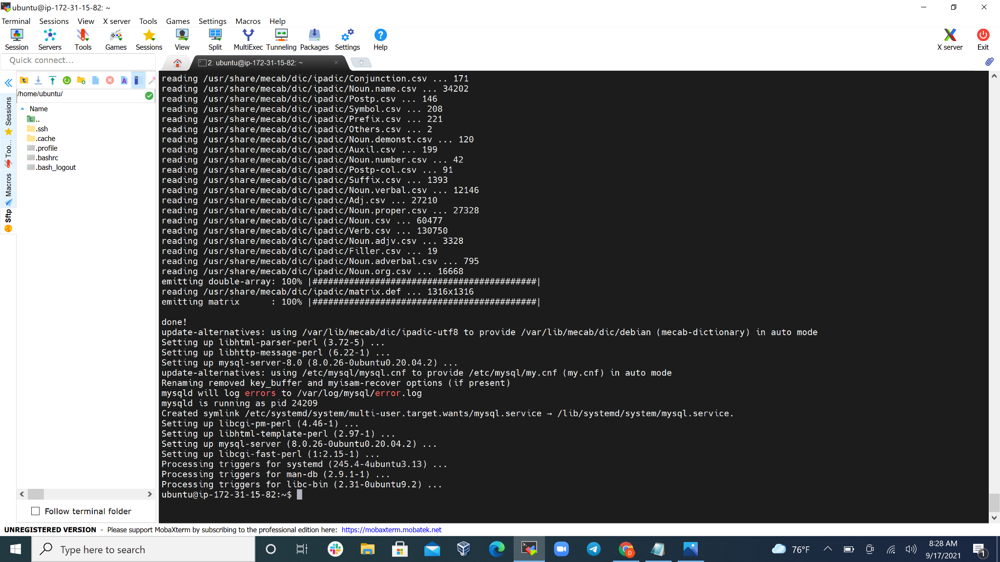 ubuntu@ip-172-31-15-82: ~
Terminal Sessions View X server Tools Games Settings Macros Help
Session Servers Tools Games Sessions View Split MultiExec Tunneling Packages Settings Help X server Exit
Quick connect...
2. ubuntu@ip-172-31-15-82: ~
/home/ubuntu/
Name
..
.ssh
.cache
.profile
.bashrc
.bash_logout
Sessions
Too...
Macros
Sftp
reading /usr/share/mecab/dic/ipadic/Conjunction.csv ... 171
reading /usr/share/mecab/dic/ipadic/Noun.name.csv ... 34202
reading /usr/share/mecab/dic/ipadic/Postp.csv ... 146
reading /usr/share/mecab/dic/ipadic/Symbol.csv ... 208
reading /usr/share/mecab/dic/ipadic/Prefix.csv ... 221
reading /usr/share/mecab/dic/ipadic/Others.csv ... 2
reading /usr/share/mecab/dic/ipadic/Noun.demonst.csv ... 120
reading /usr/share/mecab/dic/ipadic/Auxil.csv ... 199
reading /usr/share/mecab/dic/ipadic/Noun.number.csv ... 42
reading /usr/share/mecab/dic/ipadic/Postp-col.csv ... 91
reading /usr/share/mecab/dic/ipadic/Suffix.csv ... 1393
reading /usr/share/mecab/dic/ipadic/Noun.verbal.csv ... 12146
reading /usr/share/mecab/dic/ipadic/Adj.csv ... 27210
reading /usr/share/mecab/dic/ipadic/Noun.proper.csv ... 27328
reading /usr/share/mecab/dic/ipadic/Noun.csv ... 60477
reading /usr/share/mecab/dic/ipadic/Verb.csv ... 130750
reading /usr/share/mecab/dic/ipadic/Noun.adjv.csv ... 3328
reading /usr/share/mecab/dic/ipadic/Filler.csv ... 19
reading /usr/share/mecab/dic/ipadic/Noun.adverbal.csv ... 795
reading /usr/share/mecab/dic/ipadic/Noun.org.csv ... 16668
emitting double-array: 100% |###########################################|
reading /usr/share/mecab/dic/ipadic/matrix.def ... 1316x1316
emitting matrix      : 100% |###########################################|
done!
update-alternatives: using /var/lib/mecab/dic/ipadic-utf8 to provide /var/lib/mecab/dic/debian (mecab-dictionary) in auto mode
Setting up libhtml-parser-perl (3.72-5) ...
Setting up libhttp-message-perl (6.22-1) ...
Setting up mysql-server-8.0 (8.0.26-0ubuntu0.20.04.2) ...
update-alternatives: using /etc/mysql/mysql.cnf to provide /etc/mysql/my.cnf (my.cnf) in auto mode
Renaming removed key_buffer and myisam-recover options (if present)
mysqld will log errors to /var/log/mysql/error.log
mysqld is running as pid 24209
Created symlink /etc/systemd/system/multi-user.target.wants/mysql.service → /lib/systemd/system/mysql.service.
Setting up libcgi-pm-perl (4.46-1) ...
Setting up libhtml-template-perl (2.97-1) ...
Setting up mysql-server (8.0.26-0ubuntu0.20.04.2) ...
Setting up libcgi-fast-perl (1:2.15-1) ...
Processing triggers for systemd (245.4-4ubuntu3.13) ...
Processing triggers for man-db (2.9.1-1) ...
Processing triggers for libc-bin (2.31-0ubuntu9.2) ...
ubuntu@ip-172-31-15-82:~$
Follow terminal folder
UNREGISTERED VERSION - Please support MobaXterm by subscribing to the professional edition here: https://mobaxterm.mobatek.net
Type here to search
76°F
8:28 AM
9/17/2021
1